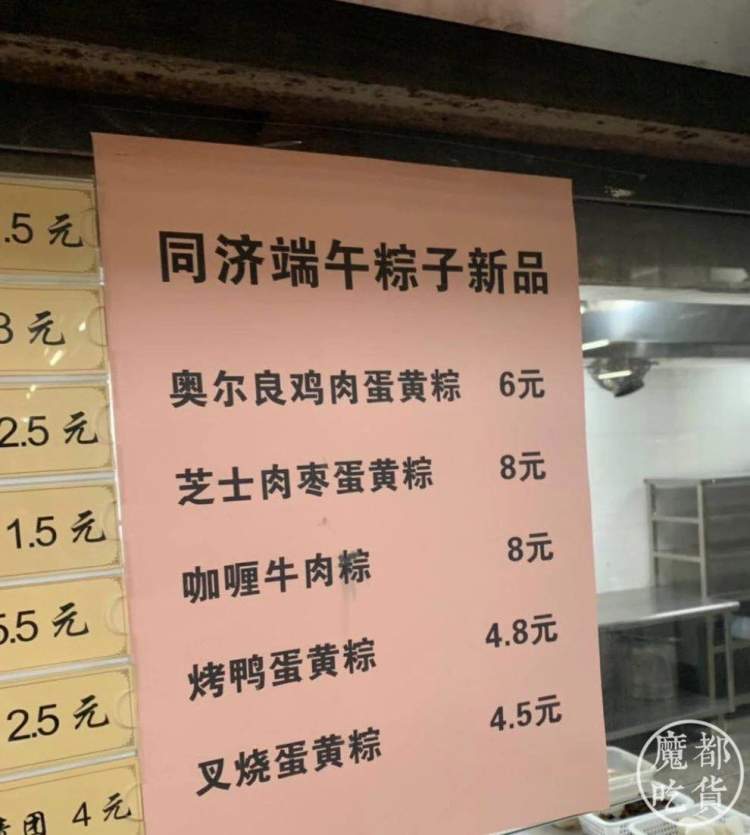 同济端午粽子新品
奥尔良鸡肉蛋黄粽 6元
芝士肉枣蛋黄粽 8元
咖喱牛肉粽 8元
烤鸭蛋黄粽 4.8元
叉烧蛋黄粽 4.5元
.5元
3元
2.5元
1.5元
5.5元
2.5元
团 4元
魔都
吃貨